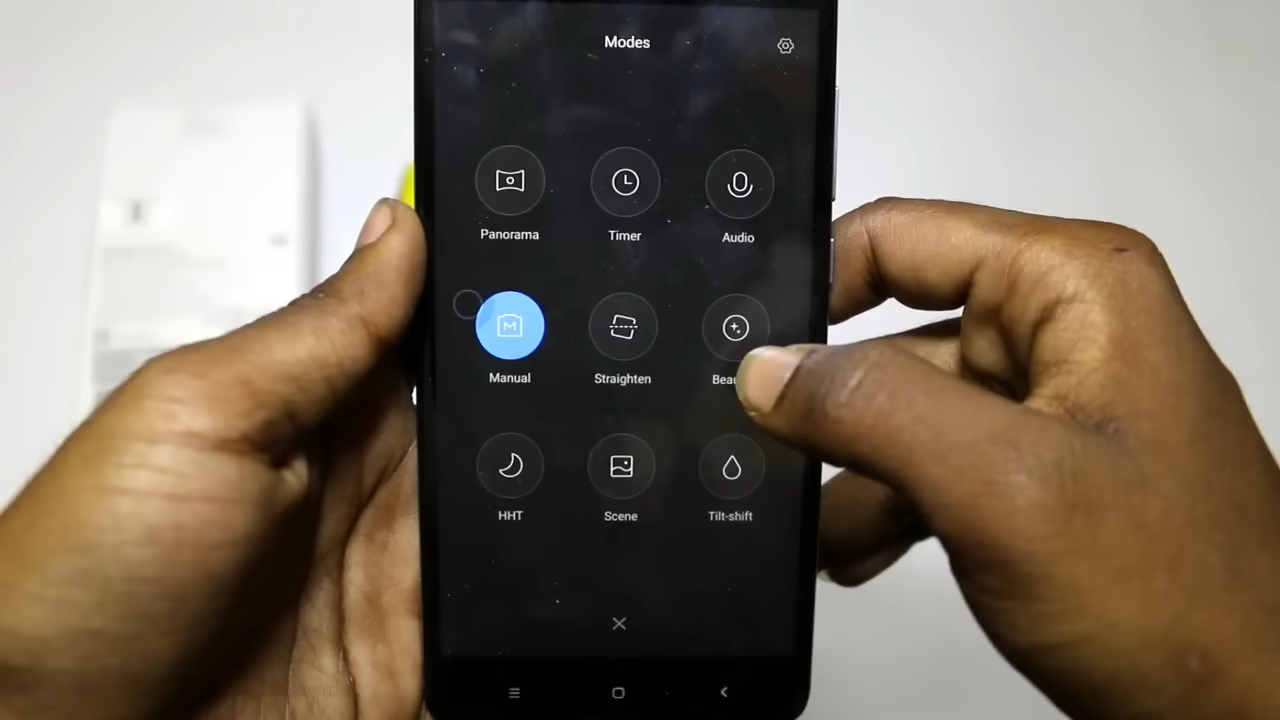 Modes
Panorama
Timer
Audio
Manual
Straighten
HHT
Scene
Tilt-shift